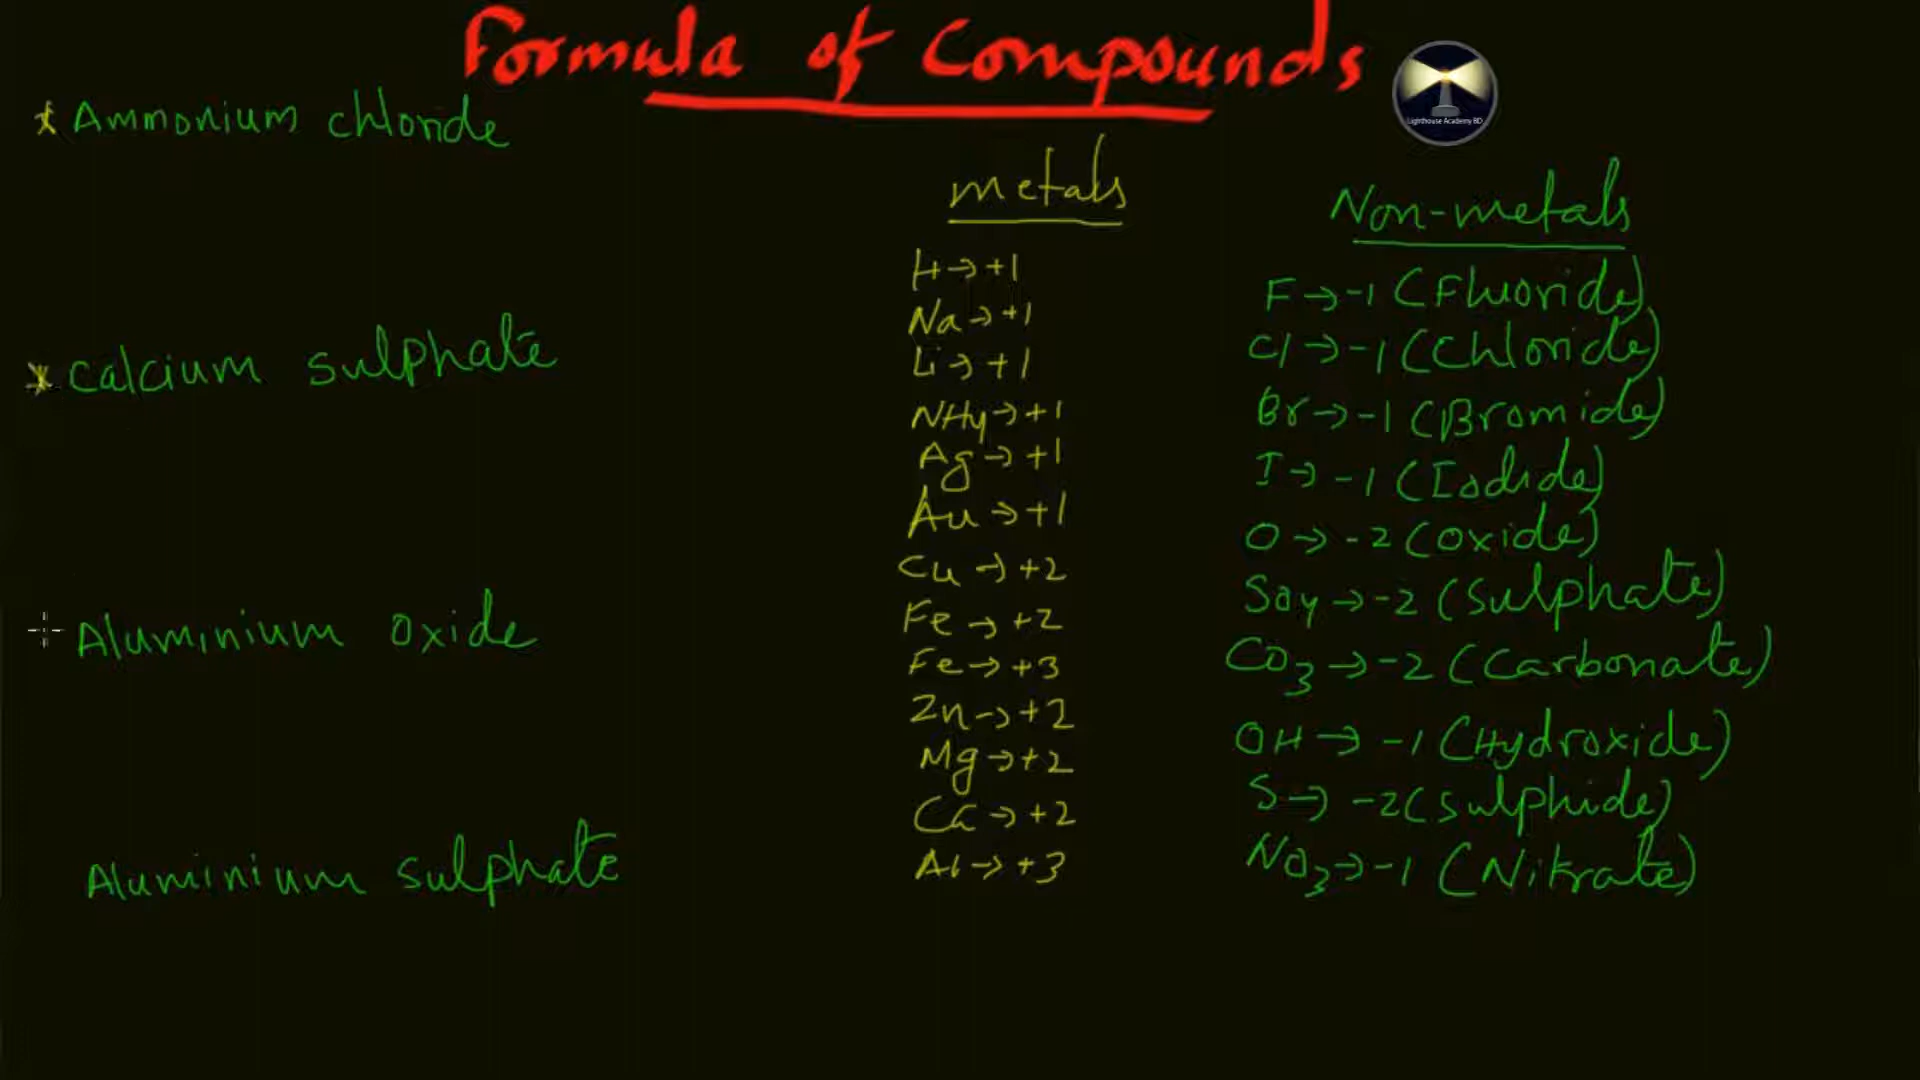 Formula of Compounds
Lighthouse Academy BD
* Ammonium chloride
* Calcium sulphate
Aluminium oxide
Aluminium sulphate
metals
H→+1
Na→+1
Li→+1
NH4→+1
Ag→+1
Au→+1
Cu→+2
Fe→+2
Fe→+3
Zn→+2
Mg→+2
Ca→+2
Al→+3
Non-metals
F→-1 (Fluoride)
Cl→-1 (Chloride)
Br→-1 (Bromide)
I→-1 (Iodide)
O→-2 (Oxide)
SO4→-2 (Sulphate)
CO3→-2 (Carbonate)
OH→-1 (Hydroxide)
S→-2 (Sulphide)
NO3→-1 (Nitrate)